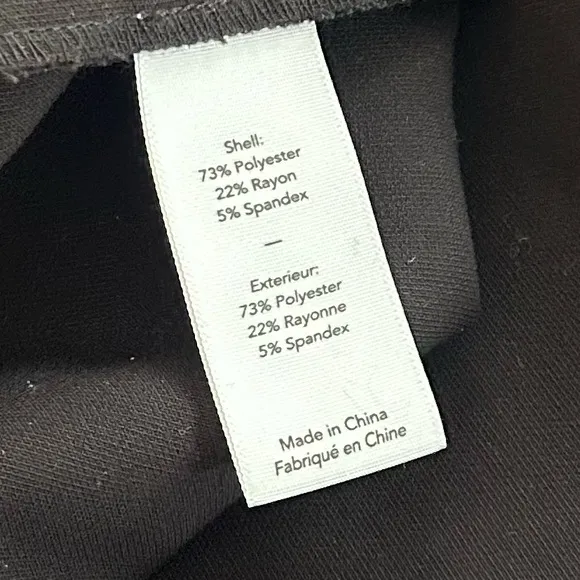 Shell:
73% Polyester
22% Rayon
5% Spandex
—
Exterieur:
73% Polyester
22% Rayonne
5% Spandex
Made in China
Fabriqué en Chine